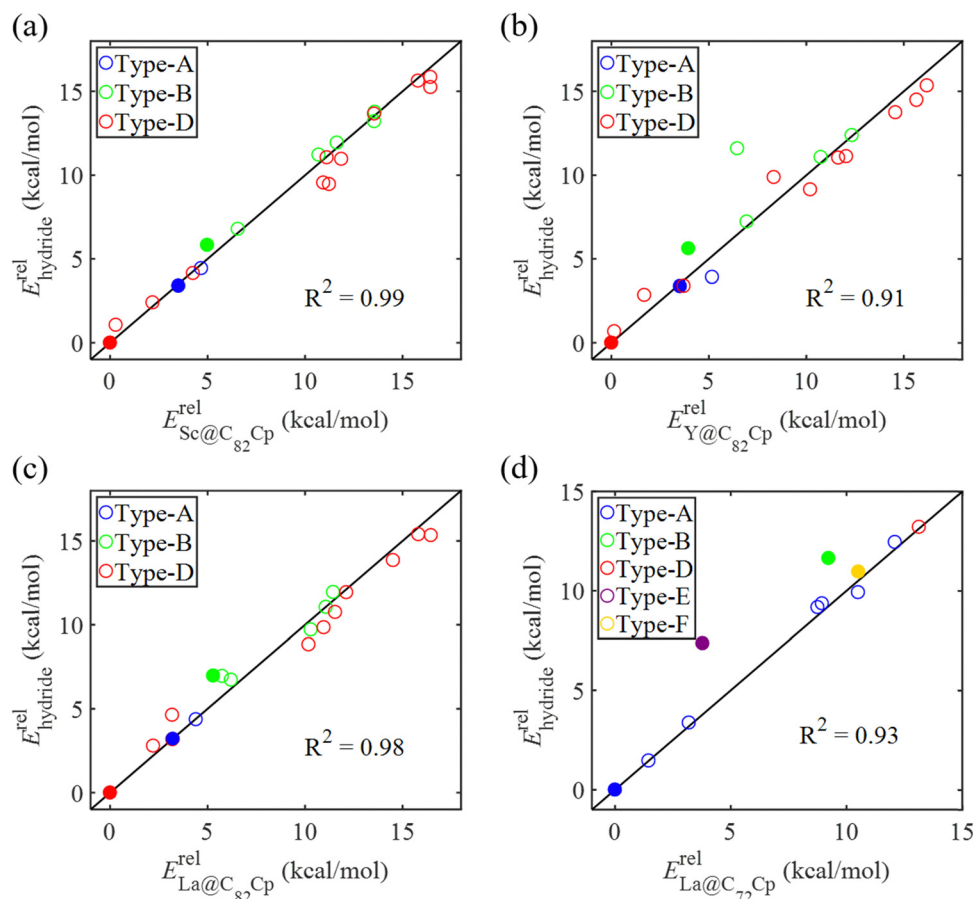 (a)
Type-A
Type-B
Type-D
15
10
5
0
E^rel_hydride (kcal/mol)
R² = 0.99
0 5 10 15
E^rel_Sc@C₈₂Cp (kcal/mol)
(b)
Type-A
Type-B
Type-D
15
10
5
0
E^rel_hydride (kcal/mol)
R² = 0.91
0 5 10 15
E^rel_Y@C₈₂Cp (kcal/mol)
(c)
Type-A
Type-B
Type-D
15
10
5
0
E^rel_hydride (kcal/mol)
R² = 0.98
0 5 10 15
E^rel_La@C₈₂Cp (kcal/mol)
(d)
15
Type-A
Type-B
Type-D
Type-E
Type-F
10
5
0
E^rel_hydride (kcal/mol)
R² = 0.93
0 5 10 15
E^rel_La@C₇₂Cp (kcal/mol)